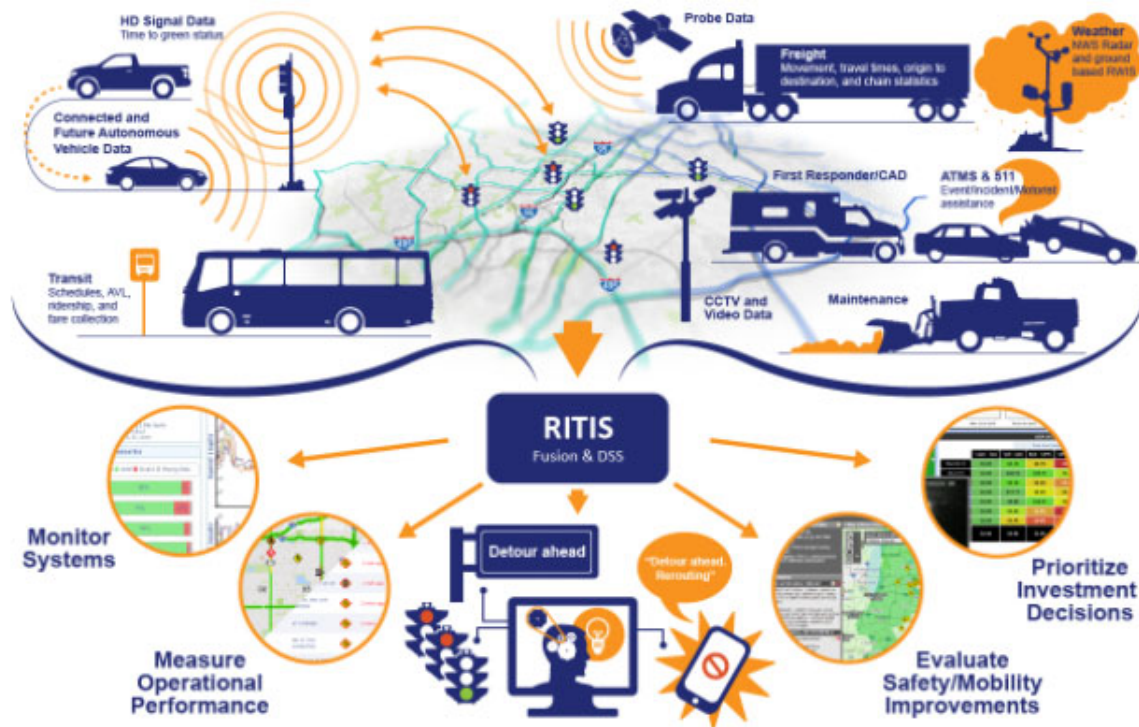 HD Signal Data
Time to green status
Probe Data
Freight
Movement, travel times, origin to
destination, and chain statistics
Weather
NWS Radar
and ground
based RWIS
Connected and
Future Autonomous
Vehicle Data
First Responder/CAD
ATMS & 511
Event/Incident/Motorist
assistance
Transit
Schedules, AVL,
ridership, and
fare collection
CCTV and
Video Data
Maintenance
RITIS
Fusion & DSS
Monitor
Systems
Measure
Operational
Performance
Detour ahead
"Detour ahead.
Rerouting"
Evaluate
Safety/Mobility
Improvements
Prioritize
Investment
Decisions